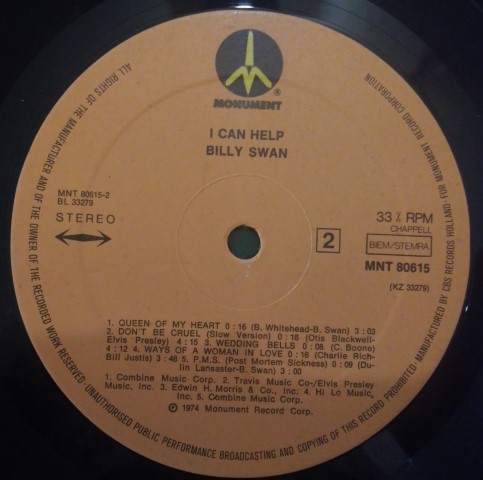 MONUMENT®
I CAN HELP
BILLY SWAN
MNT 80615-2
BL 33279
STEREO
33⅓ RPM
CHAPPELL
2
BIEM/STEMRA
MNT 80615
(KZ 33279)
1. QUEEN OF MY HEART 0:16 (B. Whitehead-B. Swan) 3:03
2. DON'T BE CRUEL (Slow Version) 0:16 (Otis Blackwell-
Elvis Presley) 4:15 3. WEDDING BELLS 0:08 (C. Boone)
4:12 4. WAYS OF A WOMAN IN LOVE 0:16 (Charlie Rich-
Bill Justis) 3:48 5. P.M.S. (Post Mortem Sickness) 0:09 (Du-
lin Lansaster-B. Swan) 3:00
1. Combine Music Corp. 2. Travis Music Co-/Elvis Presley
Music, Inc. 3. Edwin H. Morris & Co., Inc. 4. Hi Lo Music,
Inc. 5. Combine Music Corp.
℗ 1974 Monument Record Corp.
ALL RIGHTS OF THE MANUFACTURER AND OF THE OWNER OF THE RECORDED WORK RESERVED · UNAUTHORISED PUBLIC PERFORMANCE BROADCASTING AND COPYING OF THIS RECORD PROHIBITED · MANUFACTURED BY CBS RECORDS HOLLAND FOR MONUMENT RECORD CORPORATION